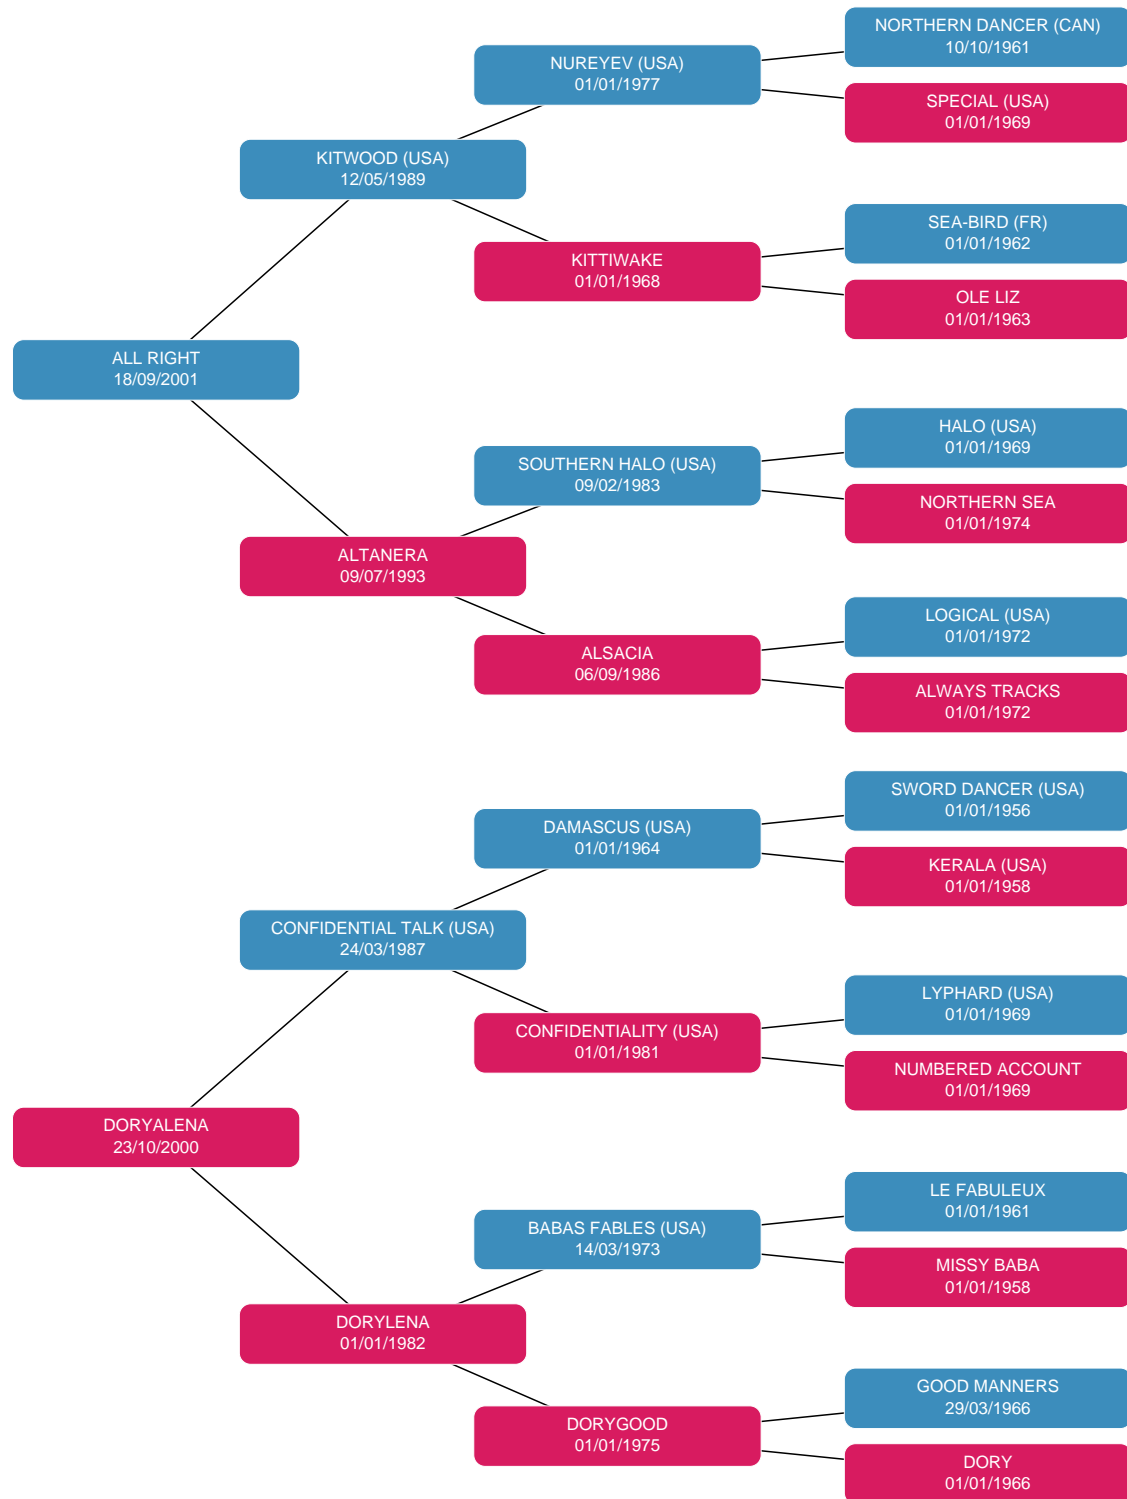 NORTHERN DANCER (CAN)
10/10/1961
NUREYEV (USA)
01/01/1977
SPECIAL (USA)
01/01/1969
KITWOOD (USA)
12/05/1989
SEA-BIRD (FR)
01/01/1962
KITTIWAKE
01/01/1968
OLE LIZ
01/01/1963
ALL RIGHT
18/09/2001
HALO (USA)
01/01/1969
SOUTHERN HALO (USA)
09/02/1983
NORTHERN SEA
01/01/1974
ALTANERA
09/07/1993
LOGICAL (USA)
01/01/1972
ALSACIA
06/09/1986
ALWAYS TRACKS
01/01/1972
SWORD DANCER (USA)
01/01/1956
DAMASCUS (USA)
01/01/1964
KERALA (USA)
01/01/1958
CONFIDENTIAL TALK (USA)
24/03/1987
LYPHARD (USA)
01/01/1969
CONFIDENTIALITY (USA)
01/01/1981
NUMBERED ACCOUNT
01/01/1969
DORYALENA
23/10/2000
LE FABULEUX
01/01/1961
BABAS FABLES (USA)
14/03/1973
MISSY BABA
01/01/1958
DORYLENA
01/01/1982
GOOD MANNERS
29/03/1966
DORYGOOD
01/01/1975
DORY
01/01/1966